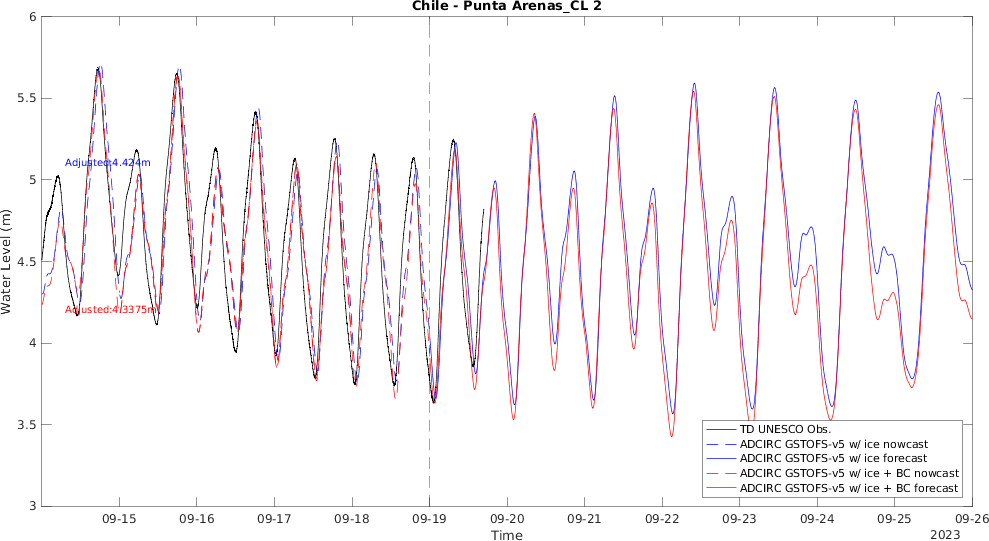 Chile - Punta Arenas_CL 2
6
5.5
5
4.5
4
3.5
3
Water Level (m)
Adjusted:4.424m
Adjusted:4.3375m
TD UNESCO Obs.
ADCIRC GSTOFS-v5 w/ ice nowcast
ADCIRC GSTOFS-v5 w/ ice forecast
ADCIRC GSTOFS-v5 w/ ice + BC nowcast
ADCIRC GSTOFS-v5 w/ ice + BC forecast
09-15 09-16 09-17 09-18 09-19 09-20 09-21 09-22 09-23 09-24 09-25 09-26
Time
2023